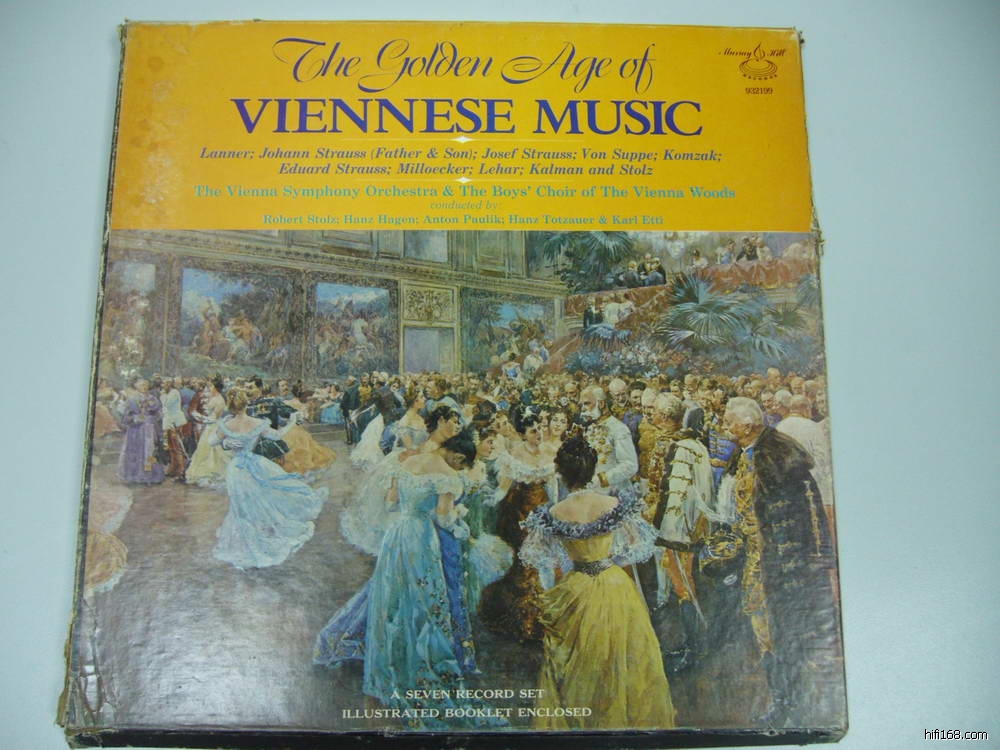 The Golden Age of
VIENNESE MUSIC
Murray Hill
RECORDS
932199
Lanner; Johann Strauss (Father & Son); Josef Strauss; Von Suppe; Komzak;
Eduard Strauss; Milloecker; Lehar; Kalman and Stolz
The Vienna Symphony Orchestra & The Boys' Choir of The Vienna Woods
conducted by:
Robert Stolz; Hanz Hagen; Anton Paulik; Hanz Totzauer & Karl Etti
A SEVEN RECORD SET
ILLUSTRATED BOOKLET ENCLOSED
hifi168.com